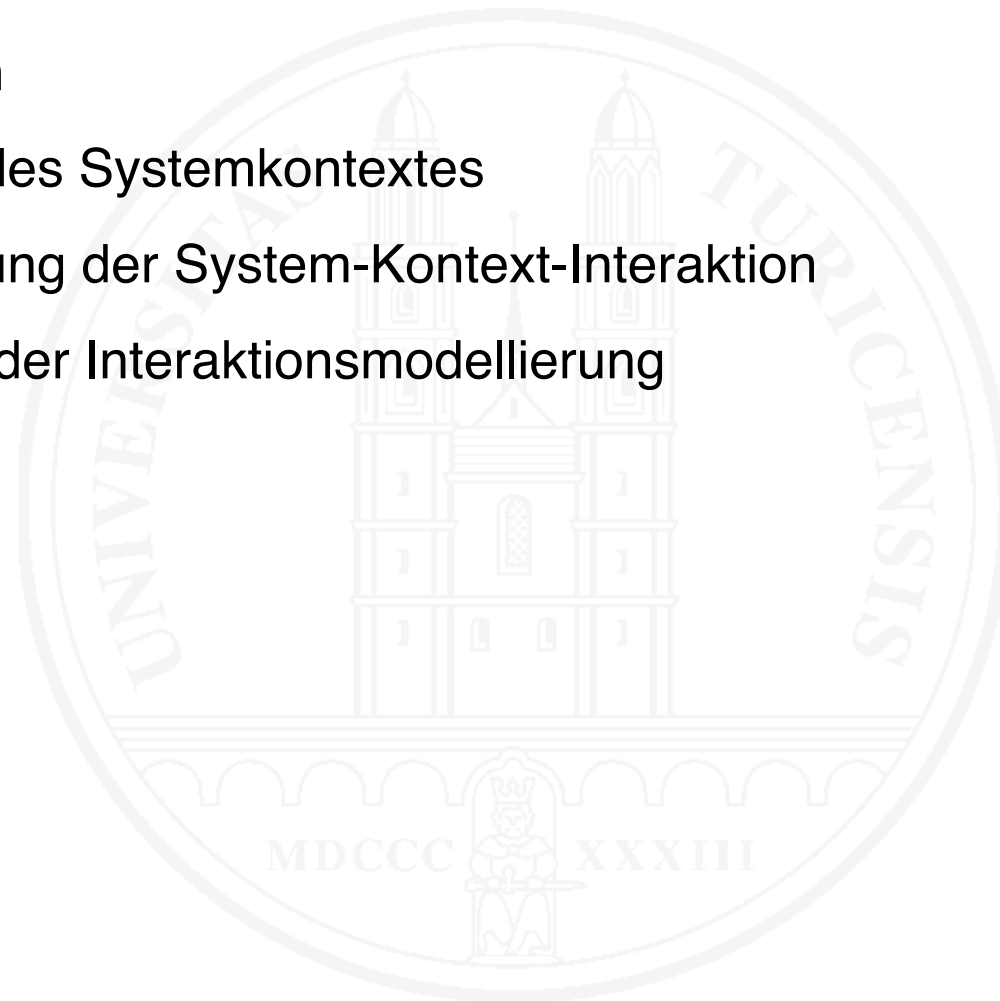 n
les Systemkontextes
ung der System-Kontext-Interaktion
der Interaktionsmodellierung
UNIVERSITAS TURICENSIS
MDCCC XXXIII